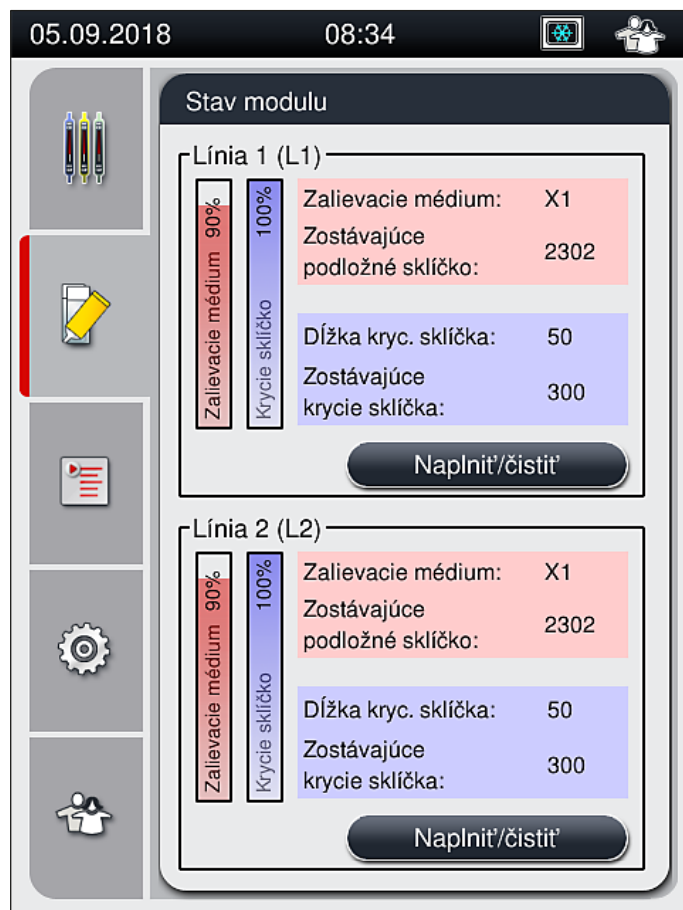 05.09.2018 08:34
Stav modulu
Línia 1 (L1)
Zalievacie médium 90%
Krycie sklíčko 100%
Zalievacie médium: X1
Zostávajúce
podložné sklíčko: 2302
Dĺžka kryc. sklíčka: 50
Zostávajúce
krycie sklíčka: 300
Naplniť/čistiť
Línia 2 (L2)
Zalievacie médium 90%
Krycie sklíčko 100%
Zalievacie médium: X1
Zostávajúce
podložné sklíčko: 2302
Dĺžka kryc. sklíčka: 50
Zostávajúce
krycie sklíčka: 300
Naplniť/čistiť